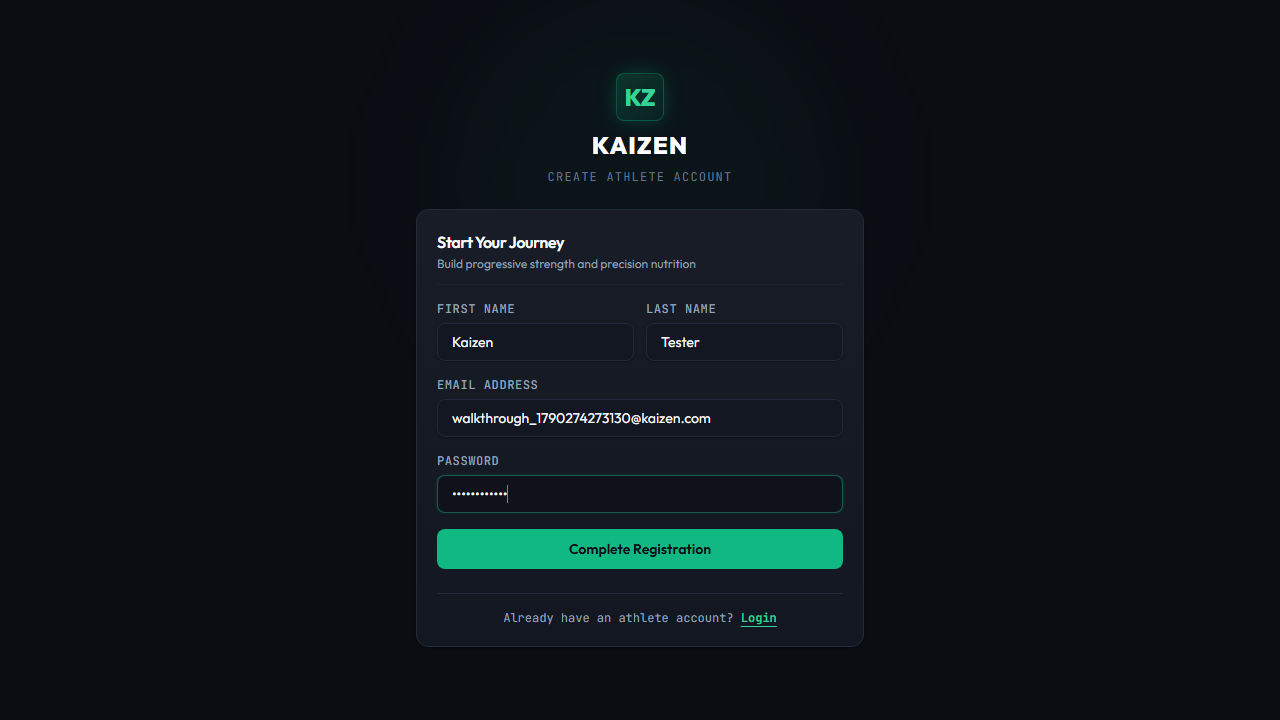 KZ
KAIZEN
CREATE ATHLETE ACCOUNT
Start Your Journey
Build progressive strength and precision nutrition
FIRST NAME LAST NAME
Kaizen Tester
EMAIL ADDRESS
walkthrough_1790274273130@kaizen.com
PASSWORD
••••••••••••
Complete Registration
Already have an athlete account? Login